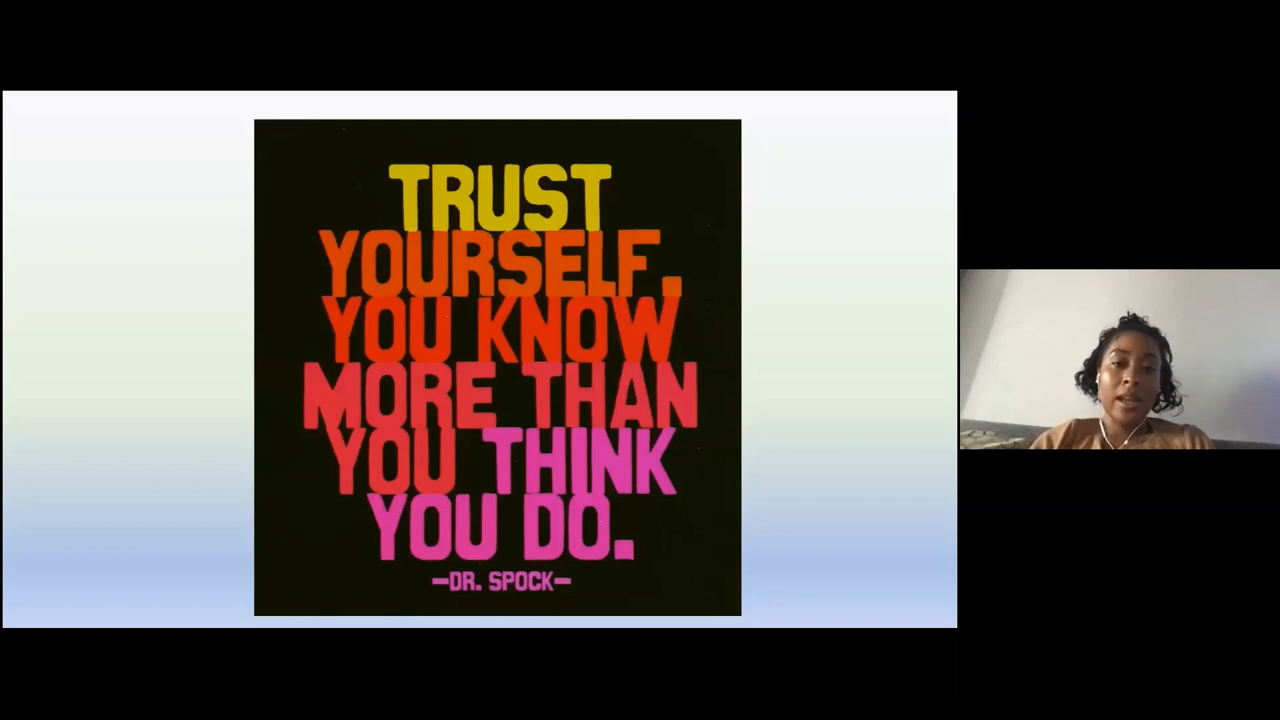 TRUST
YOURSELF.
YOU KNOW
MORE THAN
YOU THINK
YOU DO.
—DR. SPOCK—